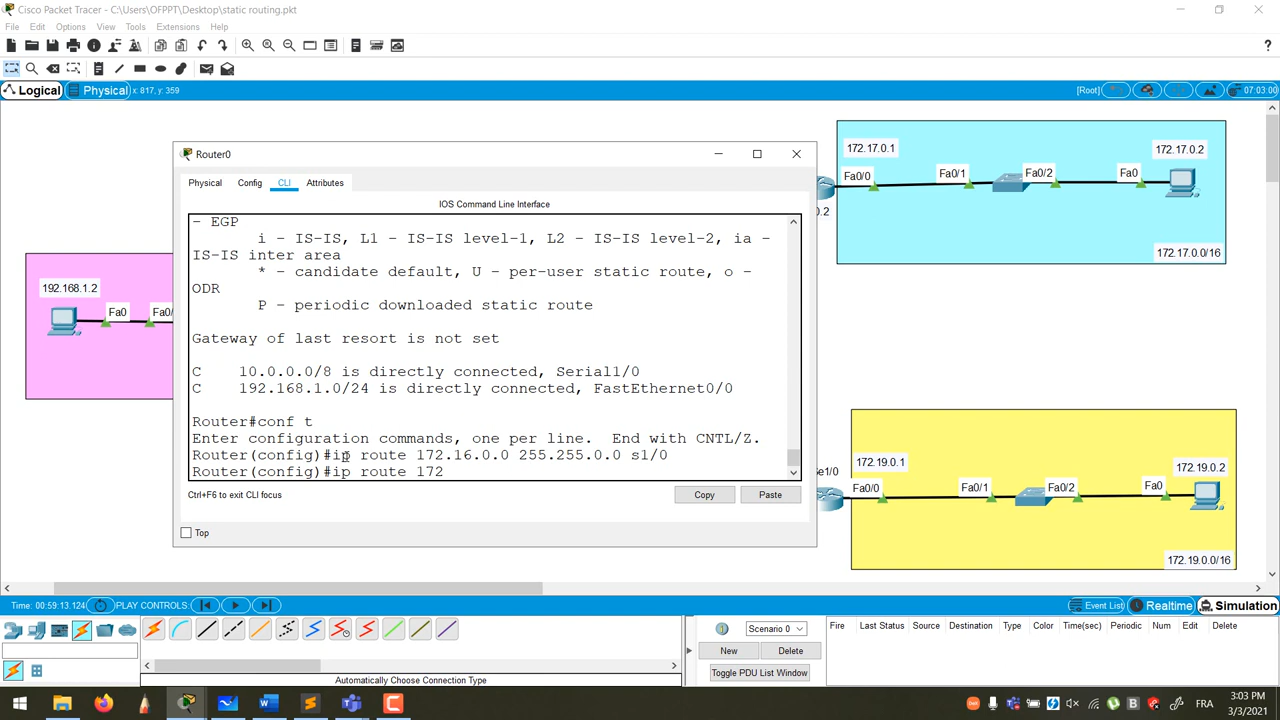 Cisco Packet Tracer - C:\Users\OFPPT\Desktop\static routing.pkt
File Edit Options View Tools Extensions Help
Logical Physical x: 817, y: 359 [Root] 07:03:00
172.17.0.1 172.17.0.2
Fa0/0 Fa0/1 Fa0/2 Fa0
0.2
172.17.0.0/16
192.168.1.2
Fa0 Fa0/
Router0
Physical Config CLI Attributes
IOS Command Line Interface
- EGP
i - IS-IS, L1 - IS-IS level-1, L2 - IS-IS level-2, ia -
IS-IS inter area
* - candidate default, U - per-user static route, o -
ODR
P - periodic downloaded static route
Gateway of last resort is not set
C 10.0.0.0/8 is directly connected, Serial1/0
C 192.168.1.0/24 is directly connected, FastEthernet0/0
Router#conf t
Enter configuration commands, one per line. End with CNTL/Z.
Router(config)#ip route 172.16.0.0 255.255.0.0 s1/0
Router(config)#ip route 172
Ctrl+F6 to exit CLI focus Copy Paste
Top
Se1/0 172.19.0.1 172.19.0.2
Fa0/0 Fa0/1 Fa0/2 Fa0
172.19.0.0/16
Time: 00:59:13.124 PLAY CONTROLS: Event List Realtime Simulation
Scenario 0 Fire Last Status Source Destination Type Color Time(sec) Periodic Num Edit Delete
New Delete
Toggle PDU List Window
Automatically Choose Connection Type
FRA 3:03 PM
3/3/2021